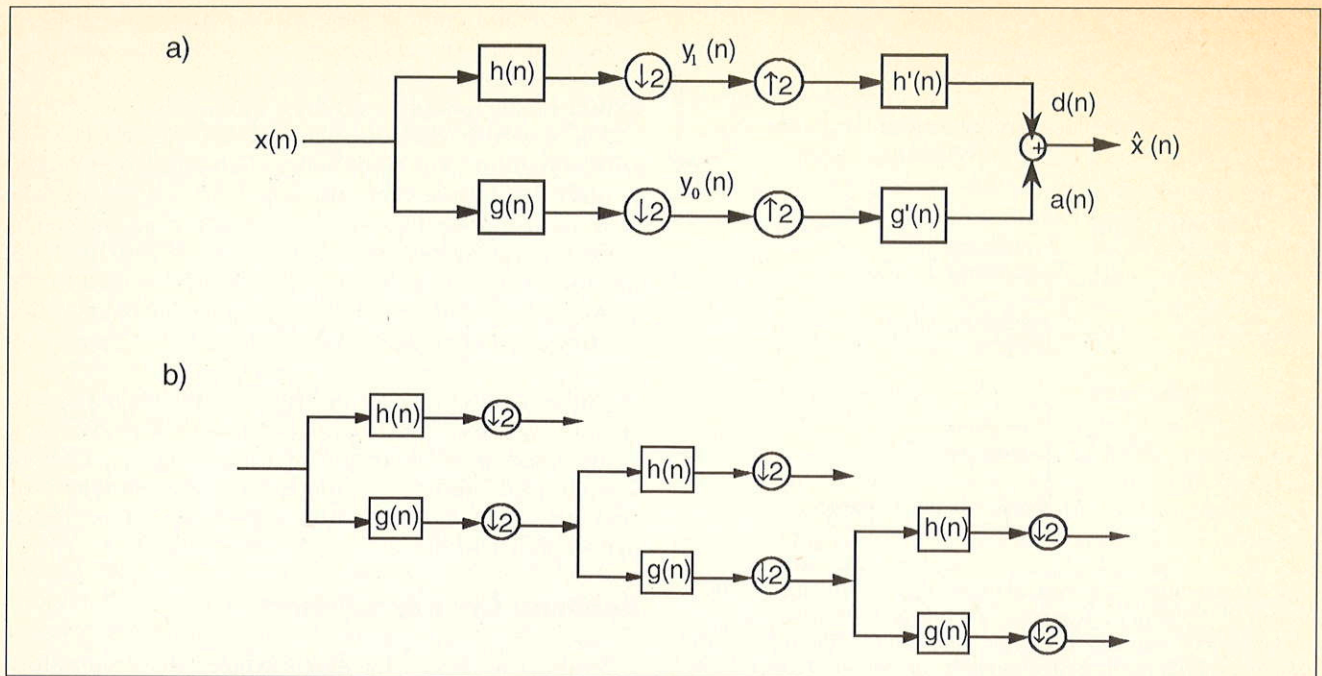 a)
h(n) ↓2 y₁(n) ↑2 h'(n)
d(n)
x(n) + x̂(n)
g(n) ↓2 y₀(n) ↑2 g'(n) a(n)
b)
h(n) ↓2
h(n) ↓2
g(n) ↓2
h(n) ↓2
g(n) ↓2
g(n) ↓2